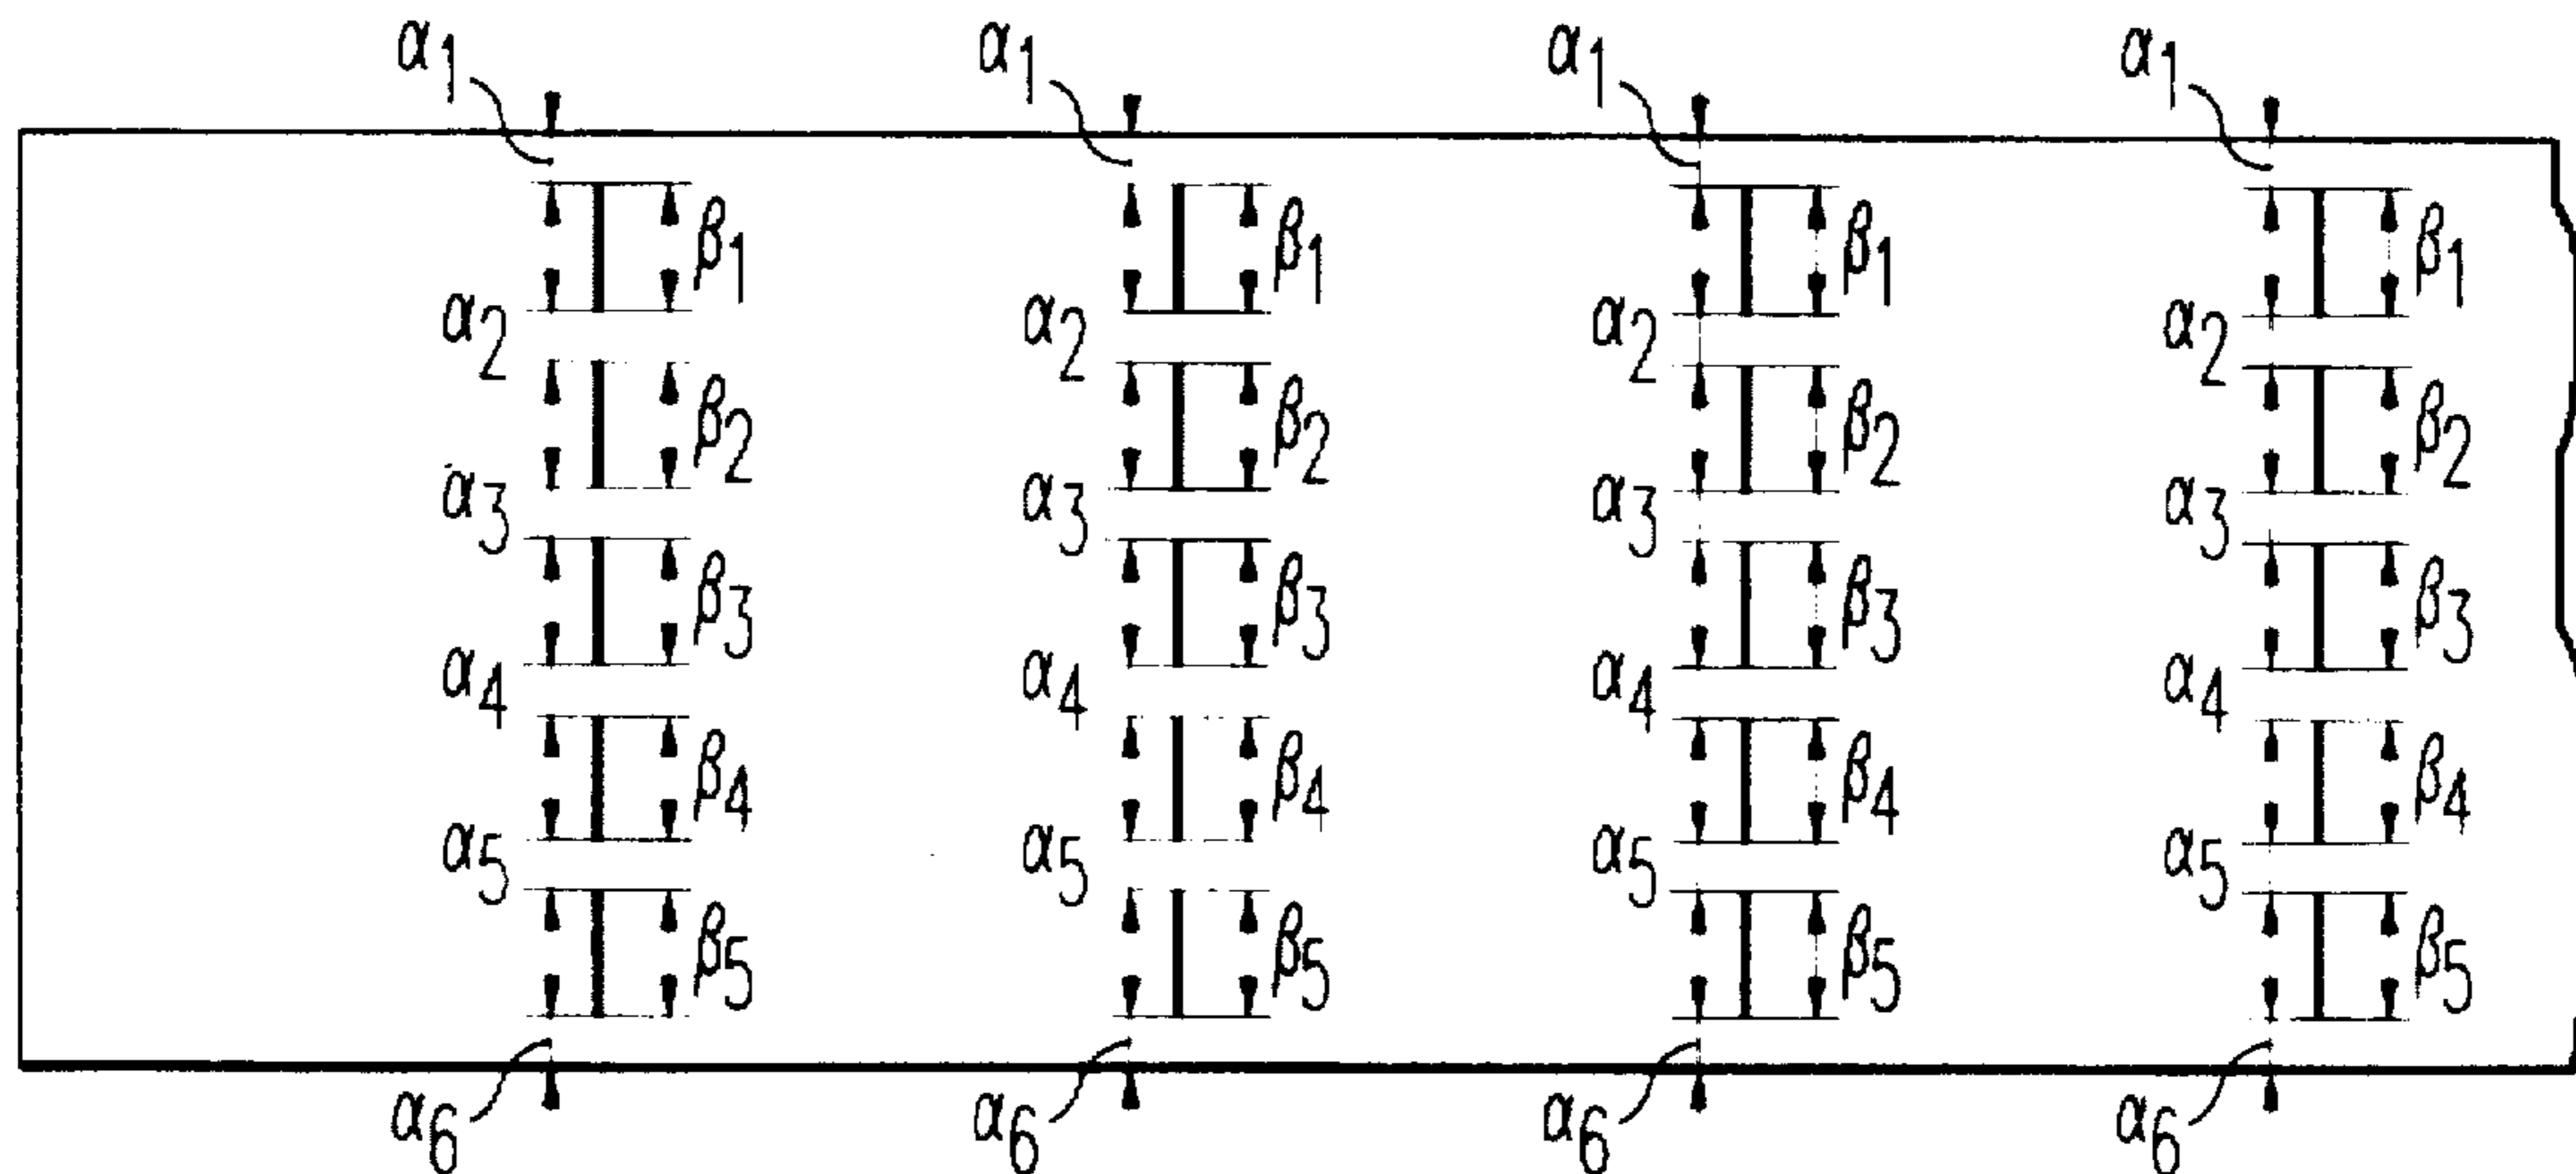 α1 α1 α1 α1
β1 β1 β1 β1
α2 α2 α2 α2
β2 β2 β2 β2
α3 α3 α3 α3
β3 β3 β3 β3
α4 α4 α4 α4
β4 β4 β4 β4
α5 α5 α5 α5
β5 β5 β5 β5
α6 α6 α6 α6